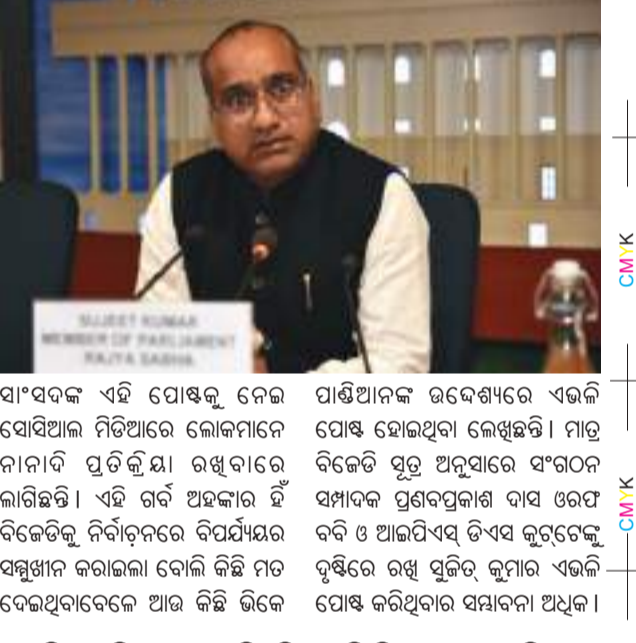 SUJEET KUMAR
MEMBER OF PARLIAMENT
RAJYA SABHA
ସାଂସଦଙ୍କ ଏହି ପୋଷ୍ଟକୁ ନେଇ
ସୋସିଆଲ ମିଡିଆରେ ଲୋକମାନେ
ନାନାଦି ପ୍ରତିକ୍ରିୟା ରଖିବାରେ
ଲାଗିଛନ୍ତି। ଏହି ଗର୍ବ ଅହଙ୍କାର ହିଁ
ବିଜେଡିକୁ ନିର୍ବାଚନରେ ବିପର୍ଯ୍ୟୟର
ସମ୍ମୁଖୀନ କରାଇଲା ବୋଲି କିଛି ମତ
ଦେଇଥିବାବେଳେ ଆଉ କିଛି ଭିକେ
ପାଣ୍ଡିଆନଙ୍କ ଉଦ୍ଦେଶ୍ୟରେ ଏଭଳି
ପୋଷ୍ଟ ହୋଇଥିବା ଲେଖିଛନ୍ତି। ମାତ୍ର
ବିଜେଡି ସୂତ୍ର ଅନୁସାରେ ସଂଗଠନ
ସମ୍ପାଦକ ପ୍ରଣବପ୍ରକାଶ ଦାସ ଓରଫ
ବବି ଓ ଆଇପିଏସ୍ ଡିଏସ କୁଟ୍‌ଟେଙ୍କୁ
ଦୃଷ୍ଟିରେ ରଖି ସୁଜିତ୍ କୁମାର ଏଭଳି
ପୋଷ୍ଟ କରିଥିବାର ସମ୍ଭାବନା ଅଧିକ।
CMYK
CMYK